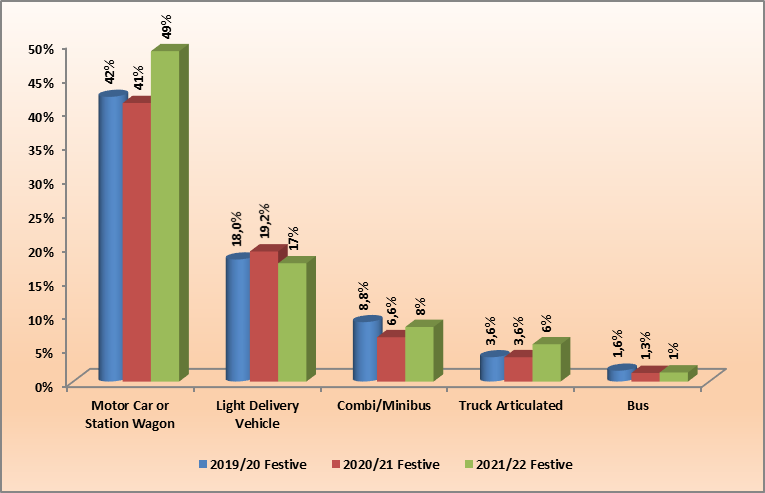 50%
45%
40%
35%
30%
25%
20%
15%
10%
5%
0%
42%
41%
49%
18,0%
19,2%
17%
8,8%
6,6%
8%
3,6%
3,6%
6%
1,6%
1,3%
1%
Motor Car or
Station Wagon
Light Delivery
Vehicle
Combi/Minibus
Truck Articulated
Bus
2019/20 Festive
2020/21 Festive
2021/22 Festive